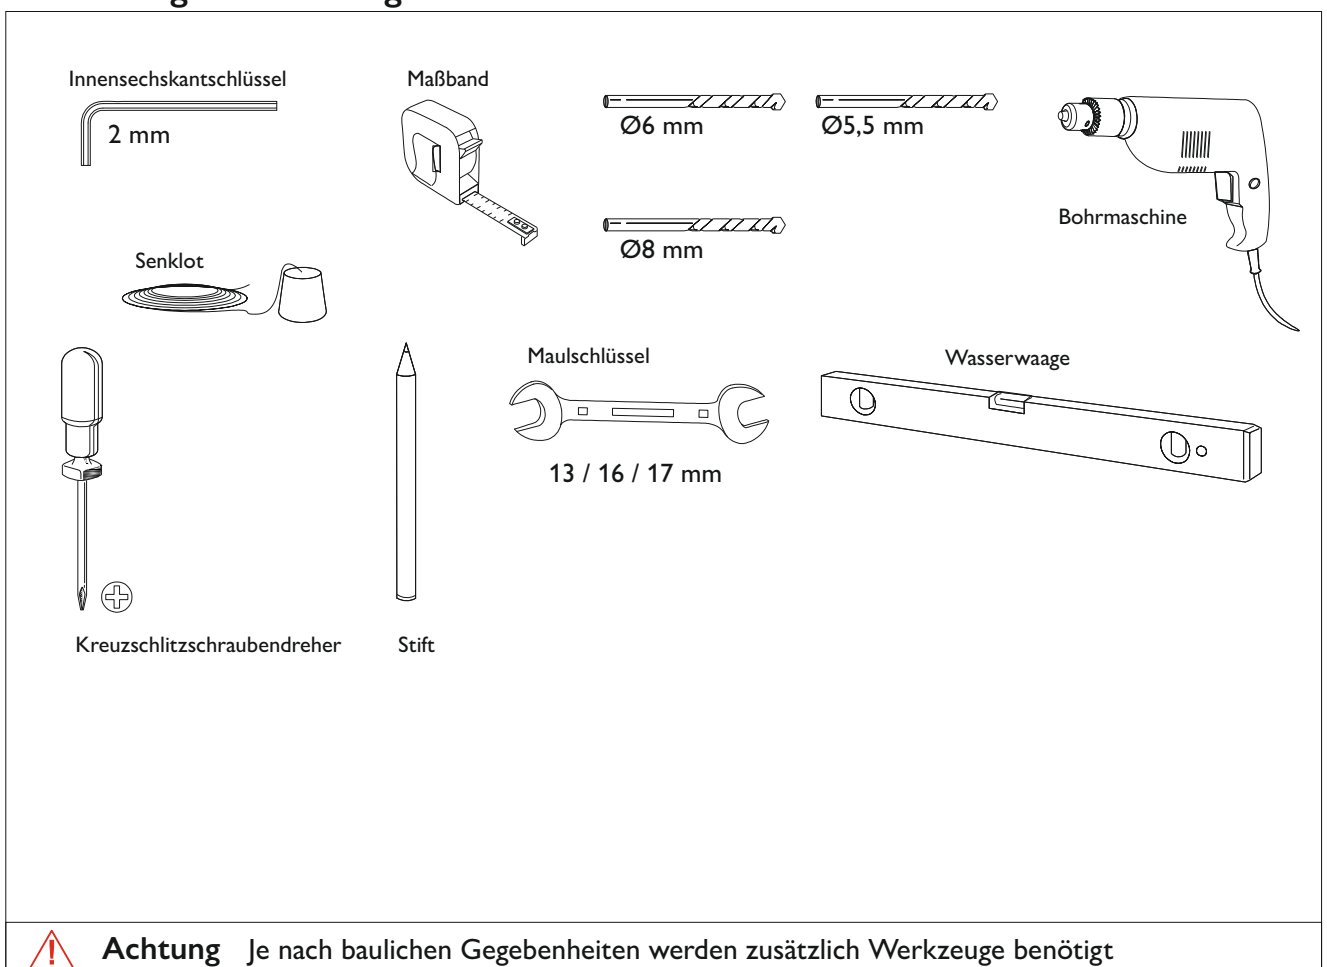 Innensechskantschlüssel
2 mm
Maßband
Ø6 mm
Ø5,5 mm
Ø8 mm
Bohrmaschine
Senklot
Maulschlüssel
13 / 16 / 17 mm
Wasserwaage
Kreuzschlitzschraubendreher
Stift
Achtung Je nach baulichen Gegebenheiten werden zusätzlich Werkzeuge benötigt